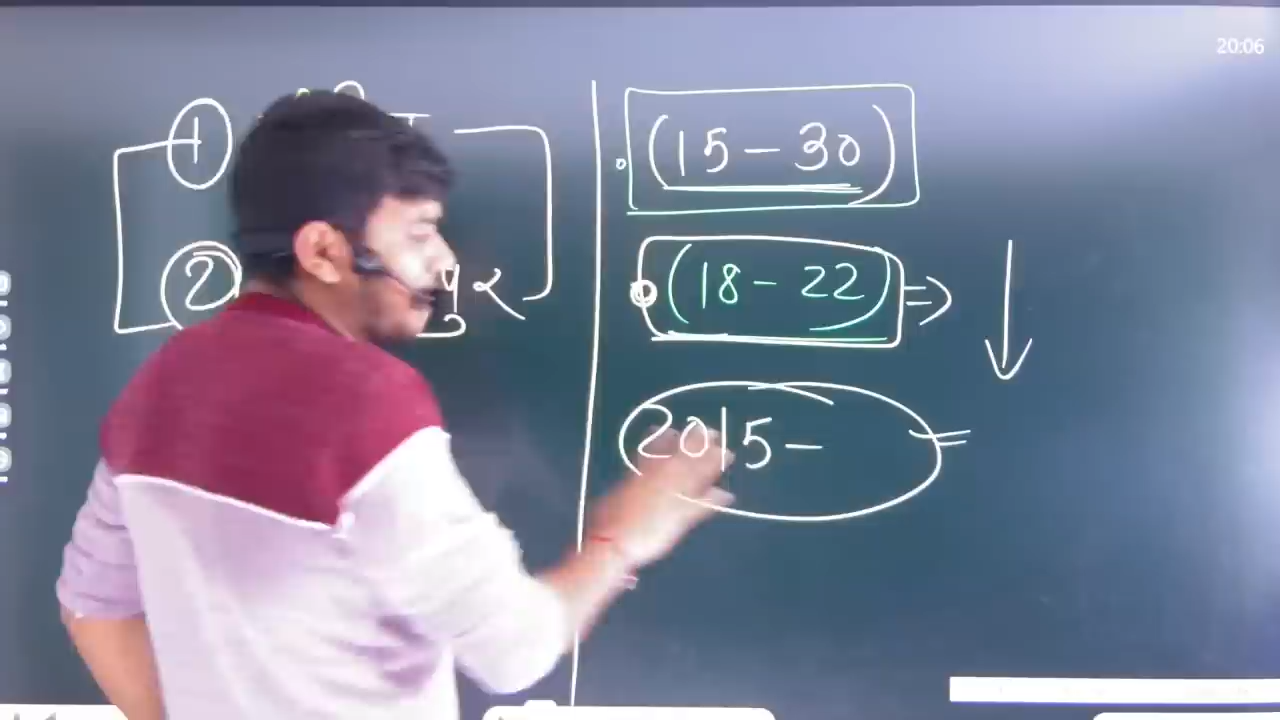 20:06
1
(15 - 30)
2
(18 - 22) ⇒
2015 - =